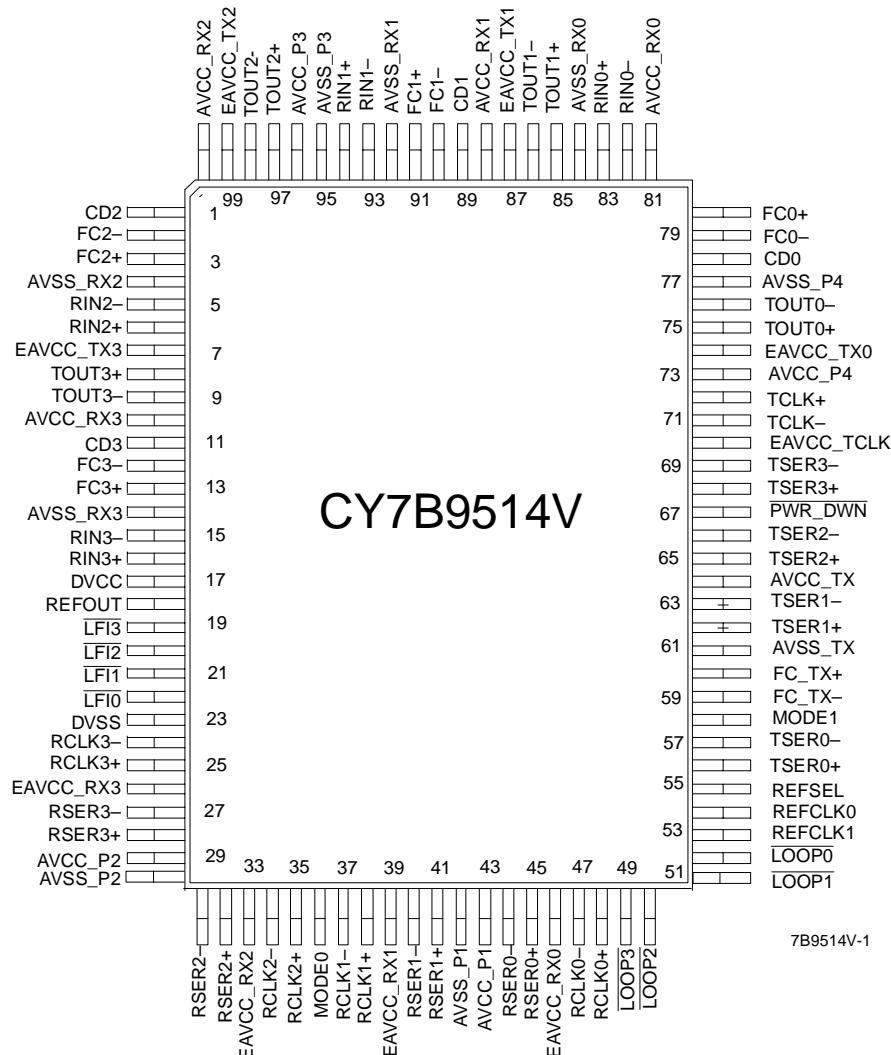 AVCC_RX2
EAVCC_TX2
TOUT2-
TOUT2+
AVCC_P3
AVSS_P3
RIN1+
RIN1–
AVSS_RX1
FC1+
FC1–
CD1
AVCC_RX1
EAVCC_TX1
TOUT1–
TOUT1+
AVSS_RX0
RIN0+
RIN0–
AVCC_RX0
99 97 95 93 91 89 87 85 83 81
CD2 1
FC2–
FC2+ 3
AVSS_RX2
RIN2– 5
RIN2+
EAVCC_TX3 7
TOUT3+
TOUT3– 9
AVCC_RX3
CD3 11
FC3–
FC3+ 13
AVSS_RX3
RIN3– 15
RIN3+
DVCC 17
REFOUT
LFI3 19
LFI2
LFI1 21
LFI0
DVSS 23
RCLK3–
RCLK3+ 25
EAVCC_RX3
RSER3– 27
RSER3+
AVCC_P2 29
AVSS_P2
CY7B9514V
FC0+
79 FC0–
CD0
77 AVSS_P4
TOUT0–
75 TOUT0+
EAVCC_TX0
73 AVCC_P4
TCLK+
71 TCLK–
EAVCC_TCLK
69 TSER3–
TSER3+
67 PWR_DWN
TSER2–
65 TSER2+
AVCC_TX
63 TSER1–
TSER1+
61 AVSS_TX
FC_TX+
59 FC_TX–
MODE1
57 TSER0–
TSER0+
55 REFSEL
REFCLK0
53 REFCLK1
LOOP0
51 LOOP1
33 35 37 39 41 43 45 47 49
RSER2–
RSER2+
EAVCC_RX2
RCLK2–
RCLK2+
MODE0
RCLK1–
RCLK1+
EAVCC_RX1
RSER1–
RSER1+
AVSS_P1
AVCC_P1
RSER0–
RSER0+
EAVCC_RX0
RCLK0–
RCLK0+
LOOP3
LOOP2
7B9514V-1